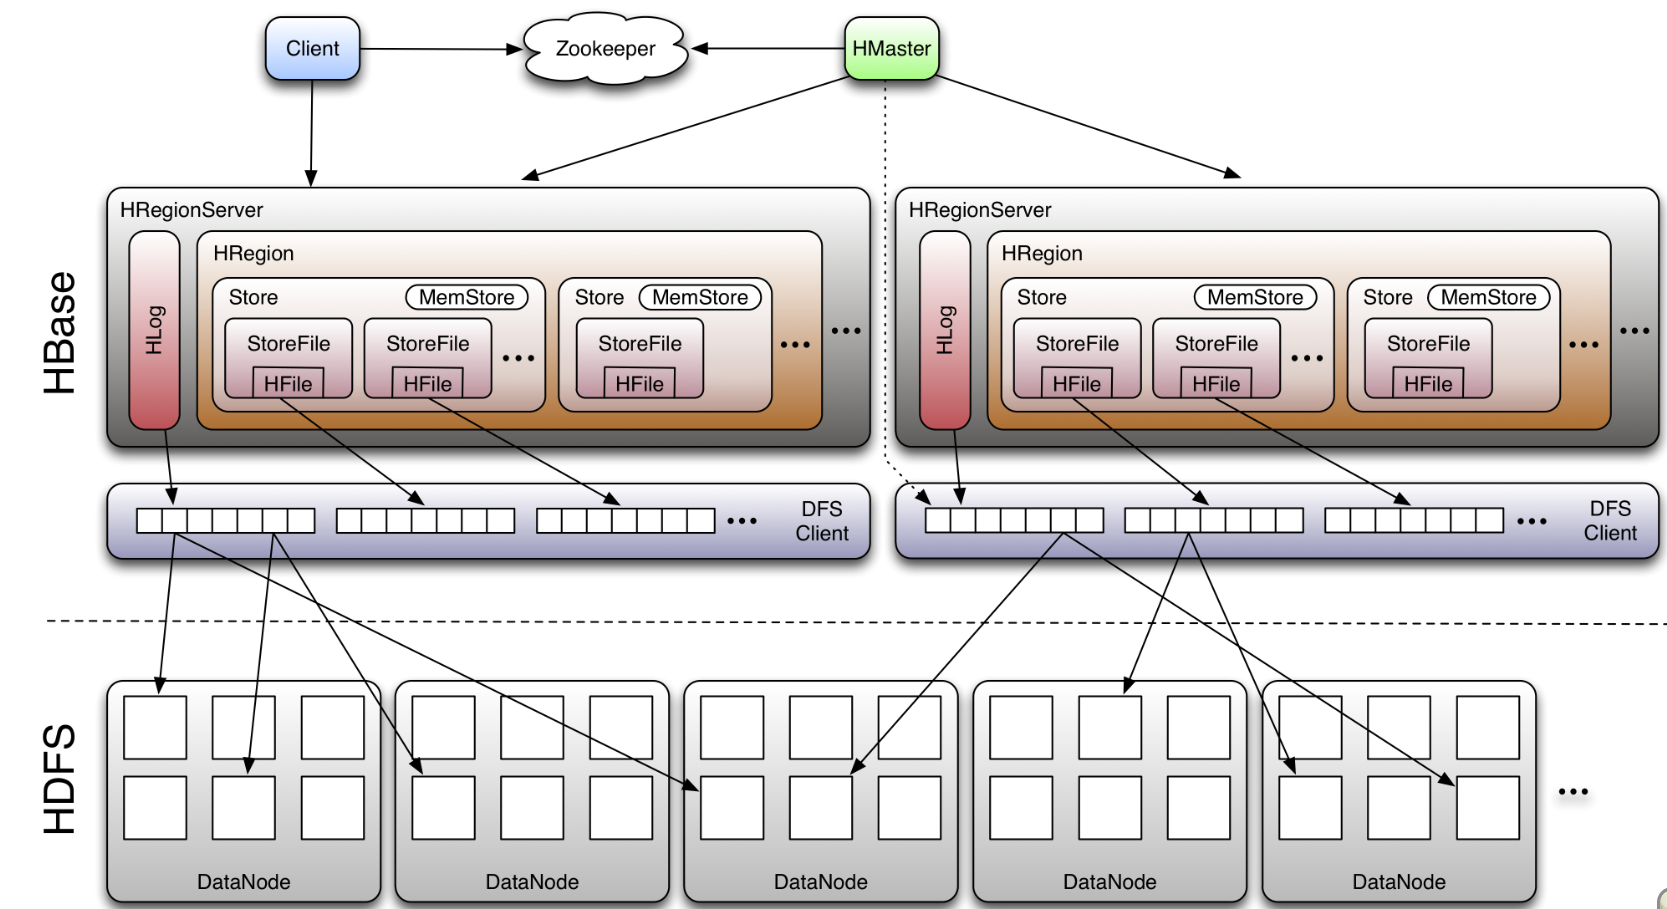 Client
Zookeeper
HMaster
HBase
HRegionServer
HLog
HRegion
Store
MemStore
StoreFile
HFile
StoreFile
HFile
...
Store
MemStore
StoreFile
HFile
...
...
HRegionServer
HLog
HRegion
Store
MemStore
StoreFile
HFile
StoreFile
HFile
...
Store
MemStore
StoreFile
HFile
...
...
...
DFS
Client
...
DFS
Client
HDFS
DataNode
DataNode
DataNode
DataNode
DataNode
...